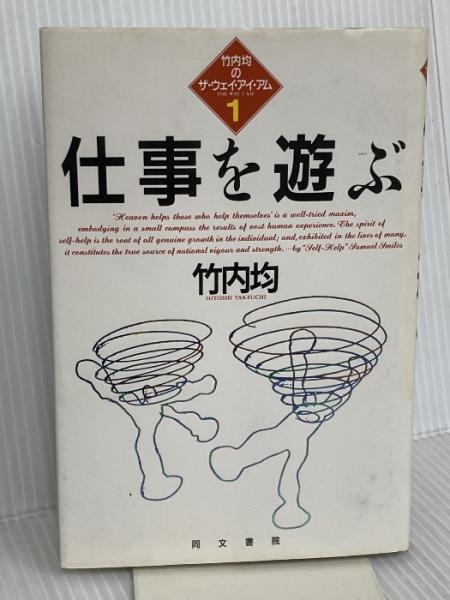 竹内均の
ザ・ウェイ・アイ・アム
THE WAY I AM
1
仕事を遊ぶ
'Heaven helps those who help themselves' is a well-tried maxim,
embodying in a small compass the results of vost human experience. The spirit of
self-help is the root of all genuine growth in the individual; and, exhibited in the lives of many,
it constitutes the true source of national vigour and strength. —by "Self-Help" Samuel Smiles
竹内均
HITOSHI TAKEUCHI
同文書院